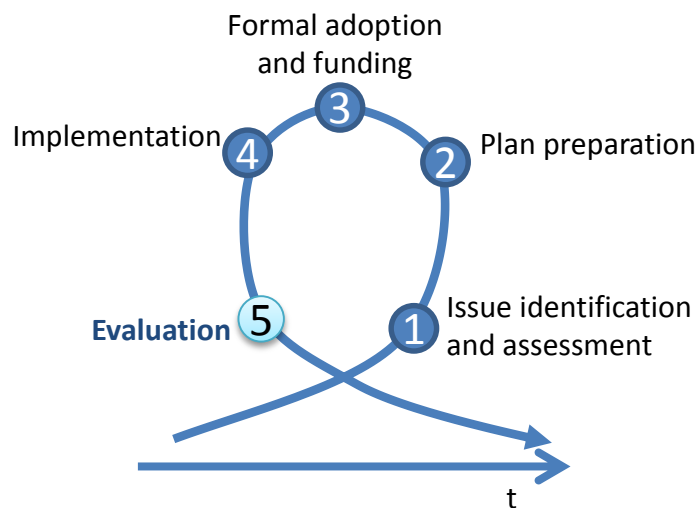 Formal adoption
and funding
3
Implementation
4
2
Plan preparation
Evaluation
5
1
Issue identification
and assessment
t